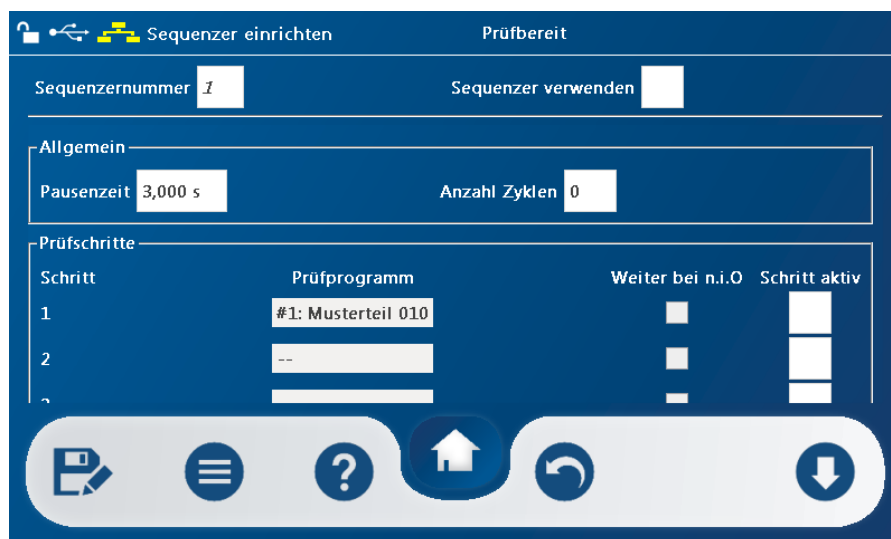 Sequenzer einrichten Prüfbereit
Sequenzernummer 1 Sequenzer verwenden
Allgemein
Pausenzeit 3,000 s Anzahl Zyklen 0
Prüfschritte
Schritt Prüfprogramm Weiter bei n.i.O Schritt aktiv
1 #1: Musterteil 010
2 --